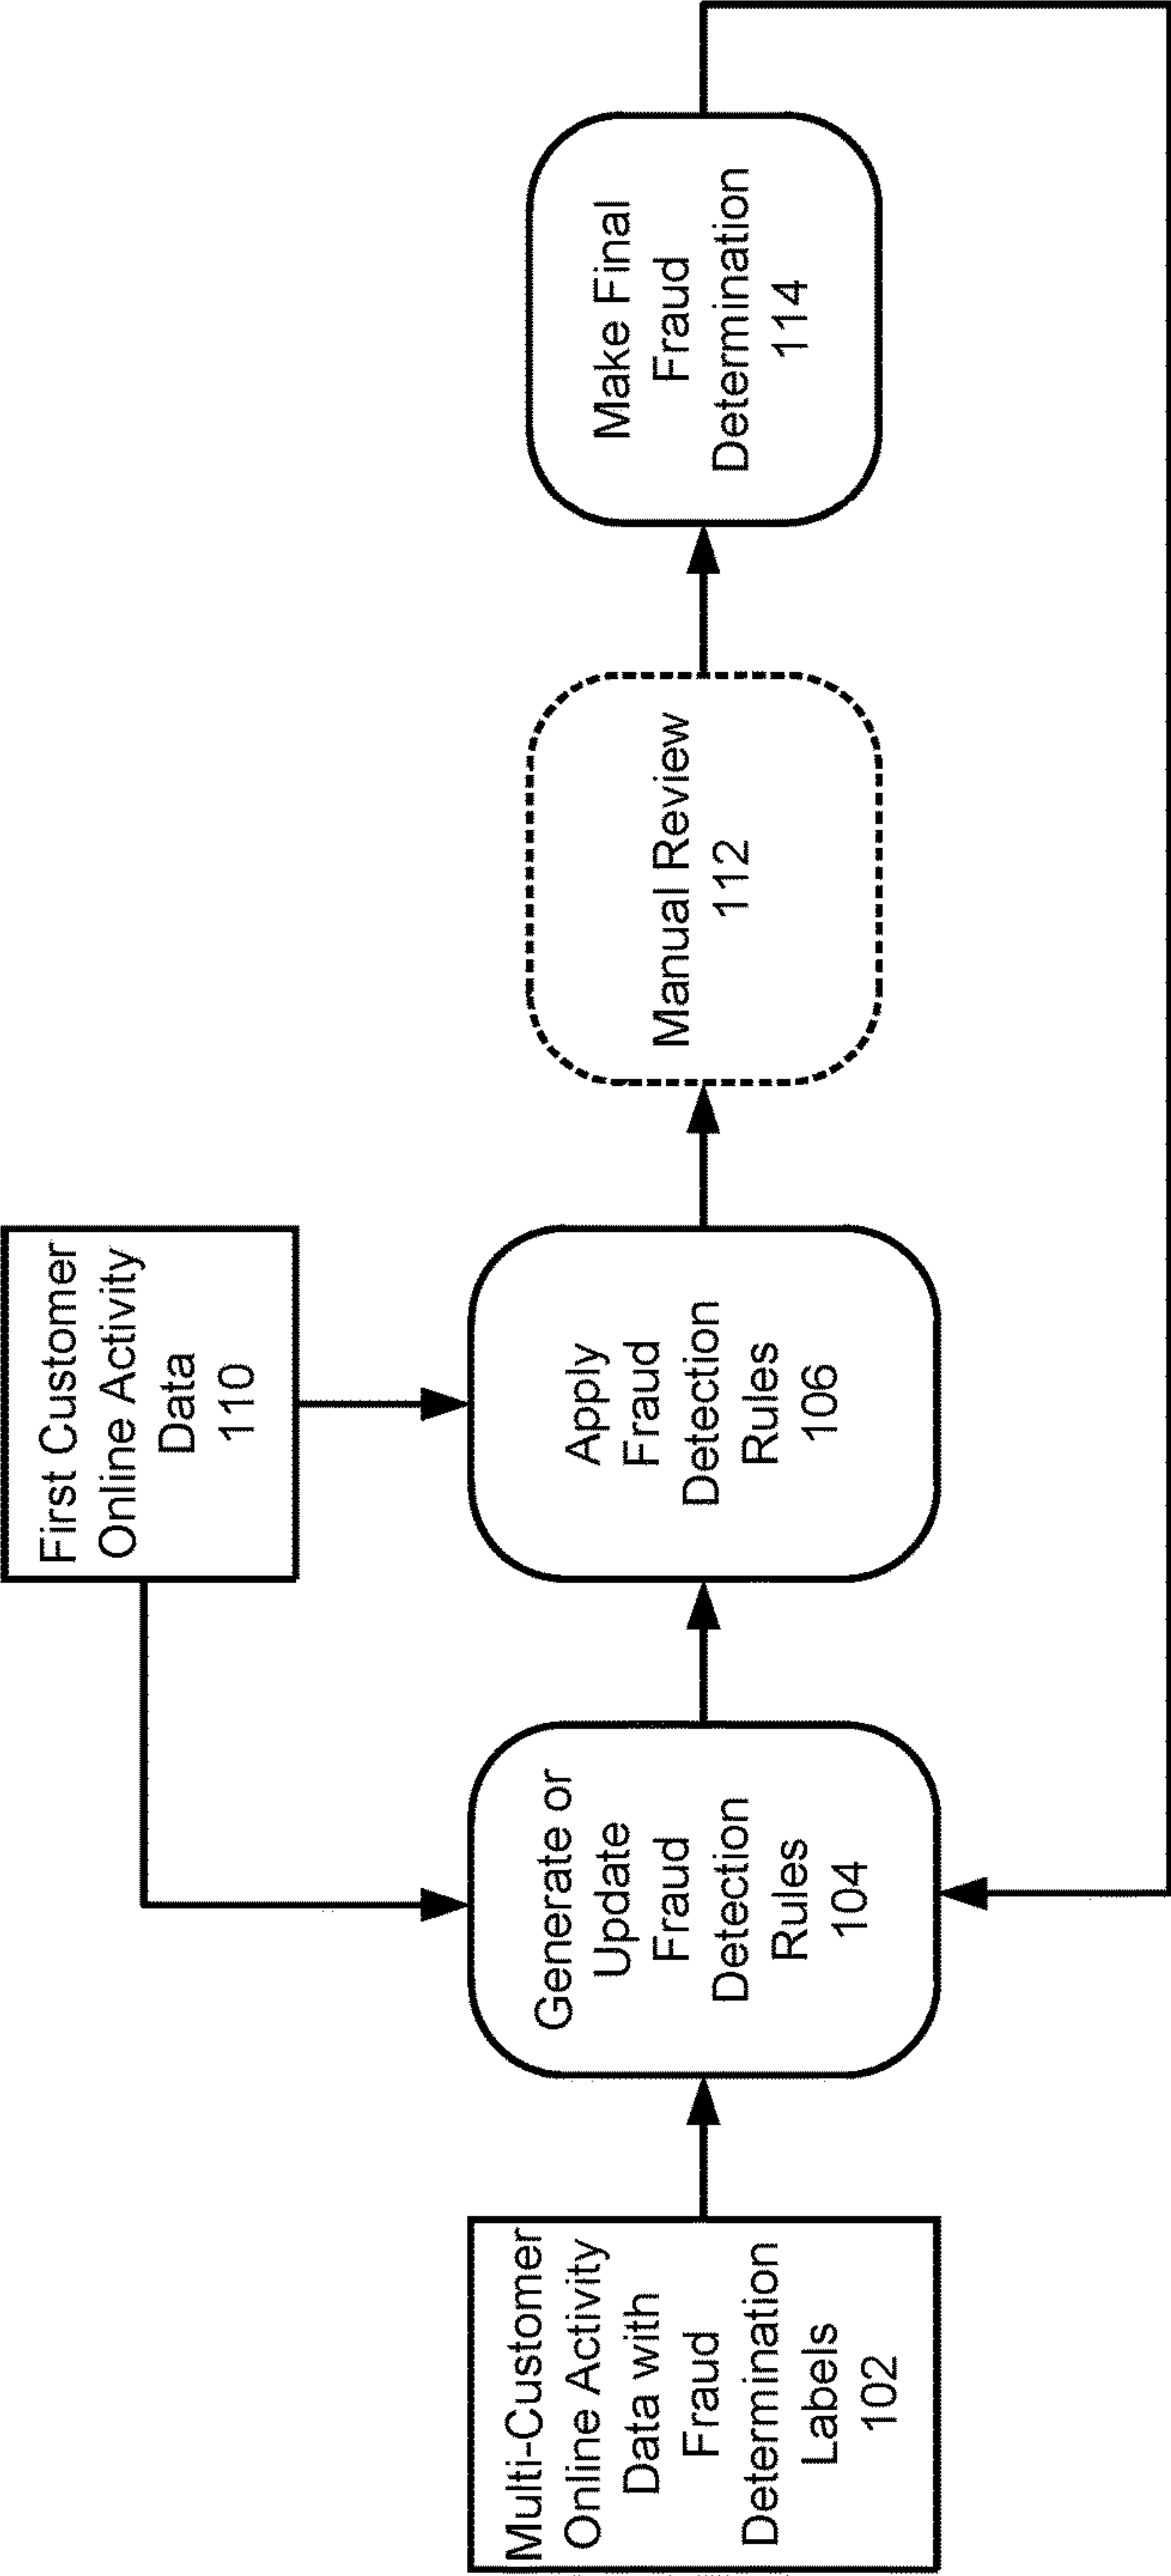 First Customer
Online Activity
Data
110
Multi-Customer
Online Activity
Data with
Fraud
Determination
Labels
102
Generate or
Update
Fraud
Detection
Rules
104
Apply
Fraud
Detection
Rules
106
Manual Review
112
Make Final
Fraud
Determination
114